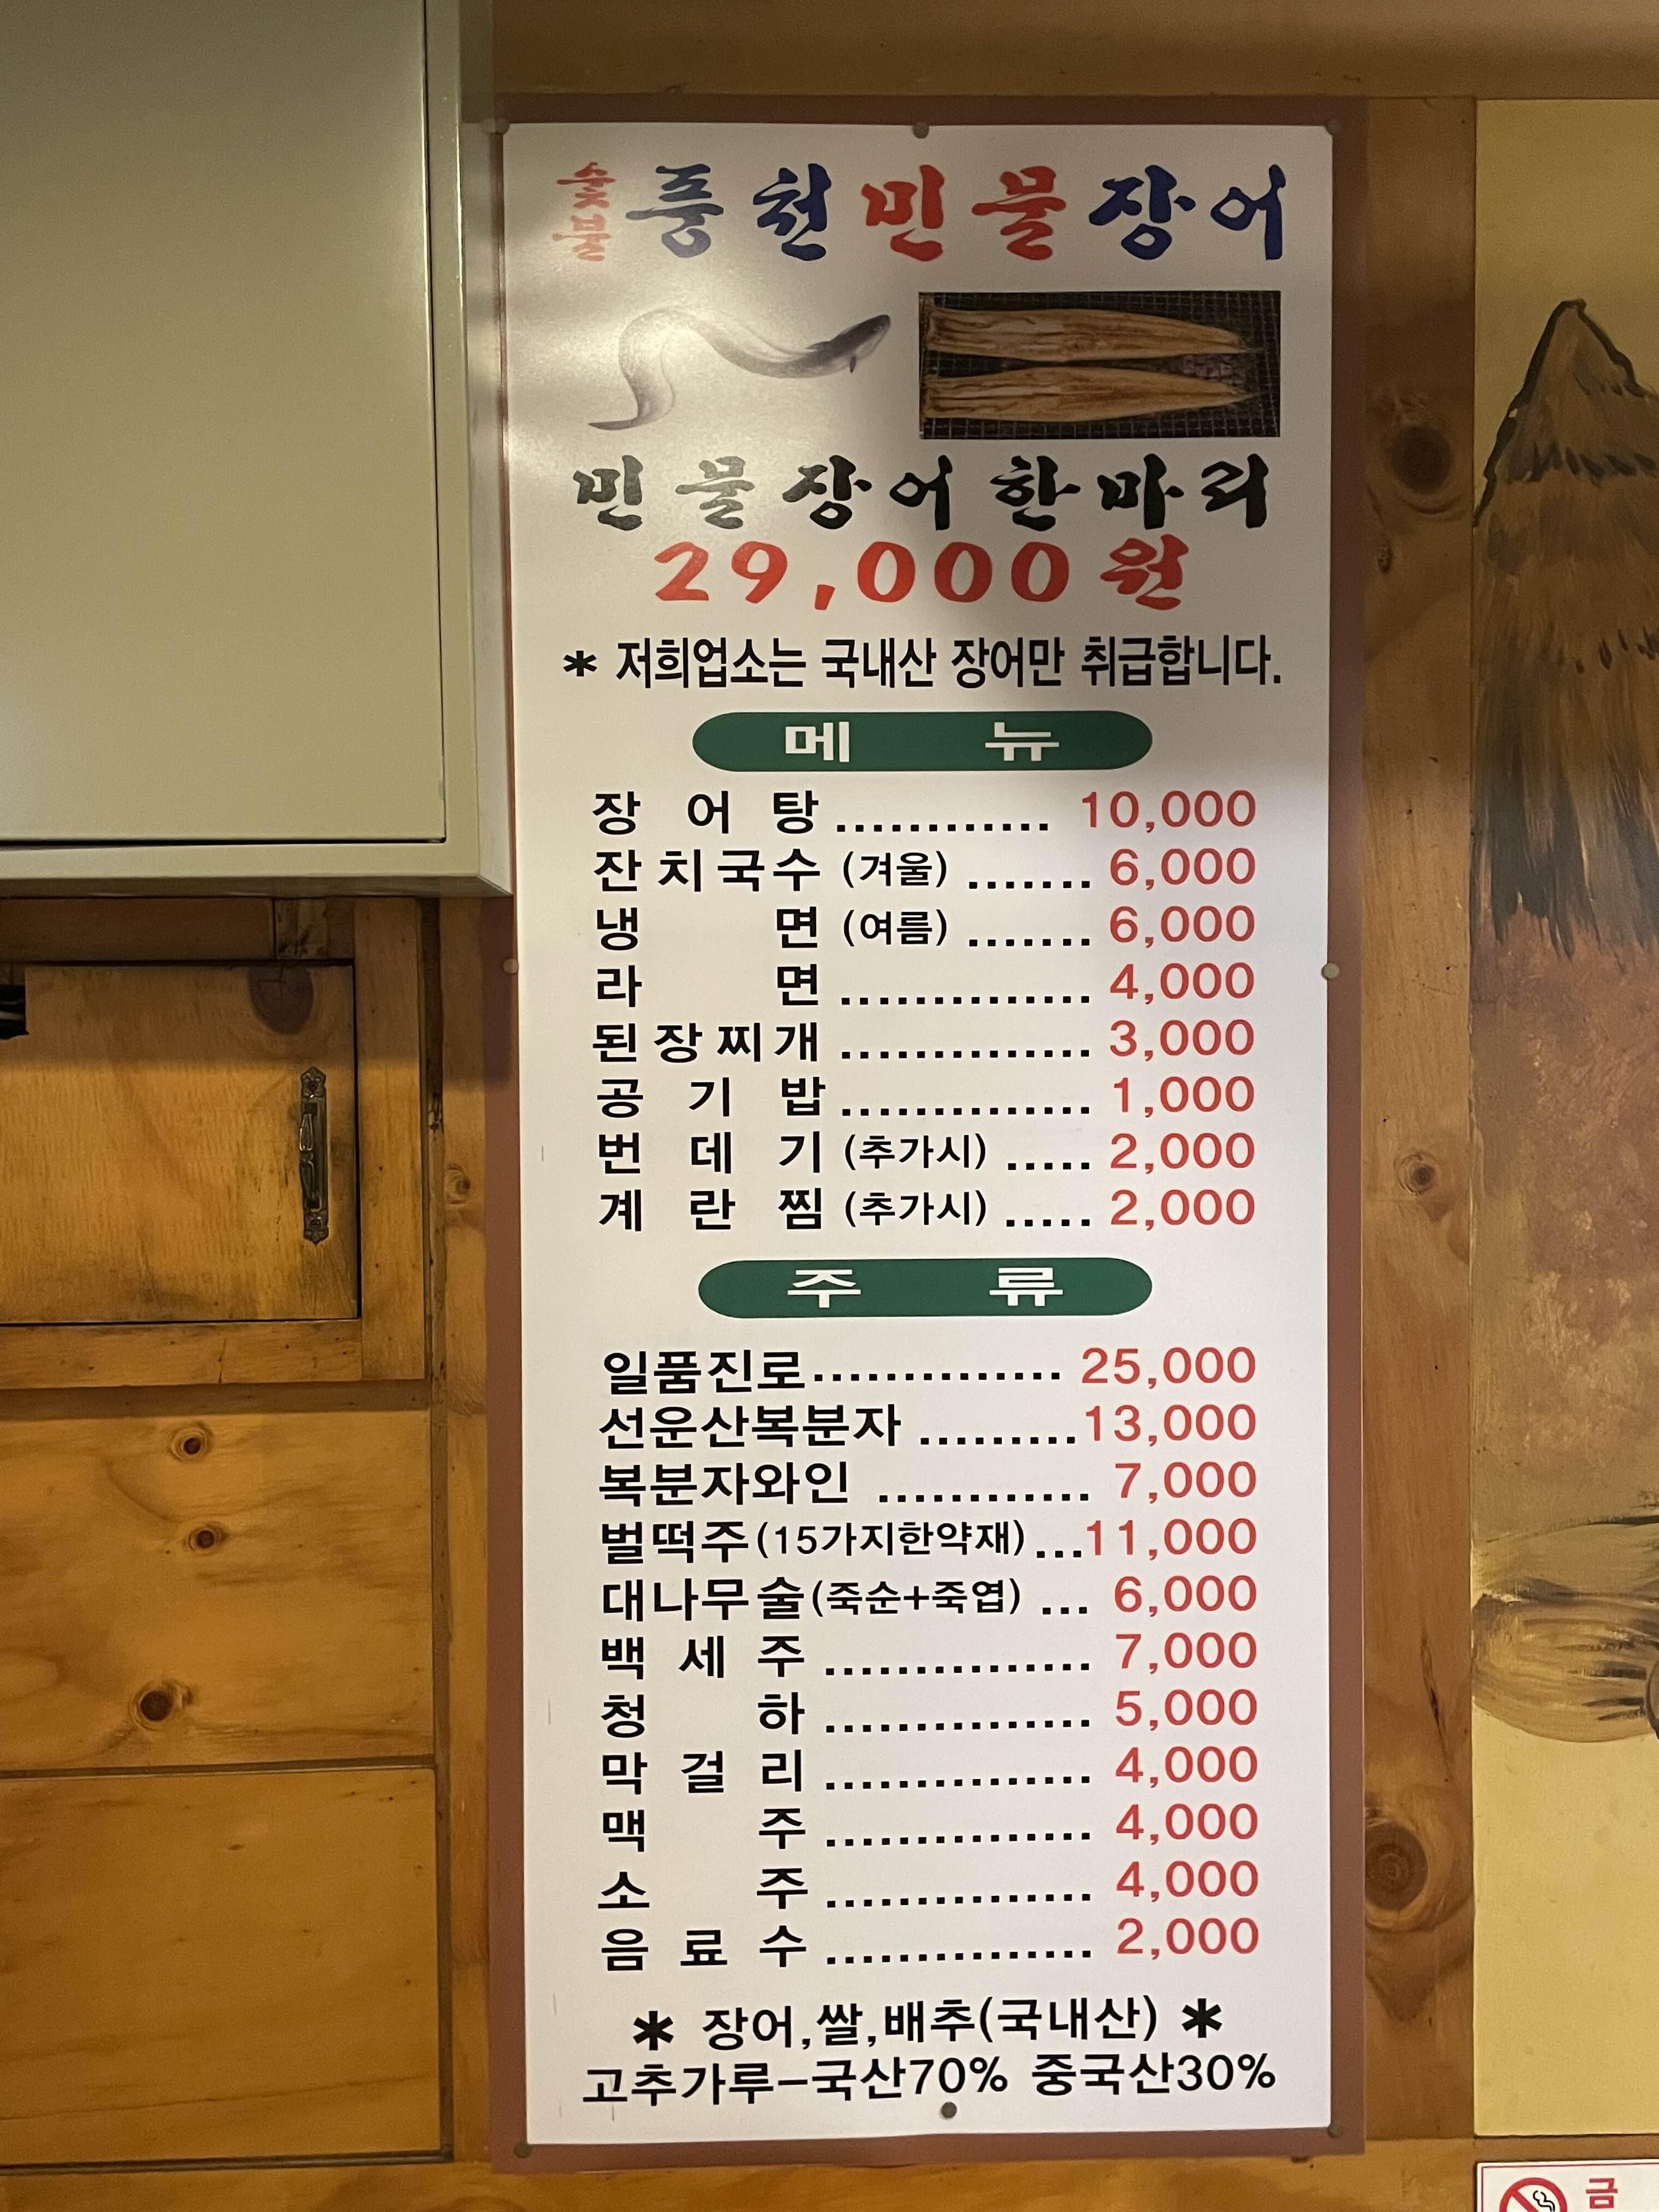 숯불 풍천민물장어
민물장어한마리
29,000원
* 저희업소는 국내산 장어만 취급합니다.
메 뉴
장 어 탕 ............ 10,000
잔치국수 (겨울) ....... 6,000
냉 면 (여름) ....... 6,000
라 면 .............. 4,000
된장찌개 .............. 3,000
공 기 밥 .............. 1,000
번 데 기 (추가시) ..... 2,000
계 란 찜 (추가시) ..... 2,000
주 류
일품진로.............. 25,000
선운산복분자 .........13,000
복분자와인 ............ 7,000
벌떡주(15가지한약재) ...11,000
대나무술(죽순+죽엽) ... 6,000
백 세 주 ............... 7,000
청 하 ............... 5,000
막 걸 리 ............... 4,000
맥 주 ............... 4,000
소 주 ............... 4,000
음 료 수 ............... 2,000
* 장어,쌀,배추(국내산) *
고추가루-국산70% 중국산30%
금